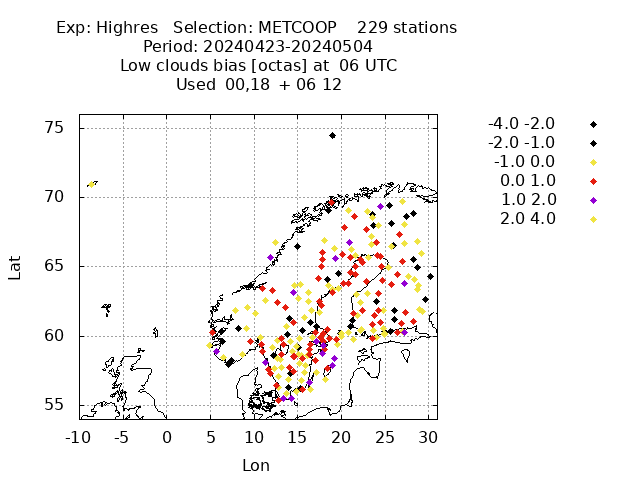 Exp: Highres Selection: METCOOP 229 stations
Period: 20240423-20240504
Low clouds bias [octas] at 06 UTC
Used 00,18 + 06 12
75
70
65
60
55
-10 -5 0 5 10 15 20 25 30
Lat
Lon
-4.0 -2.0
-2.0 -1.0
-1.0 0.0
0.0 1.0
1.0 2.0
2.0 4.0